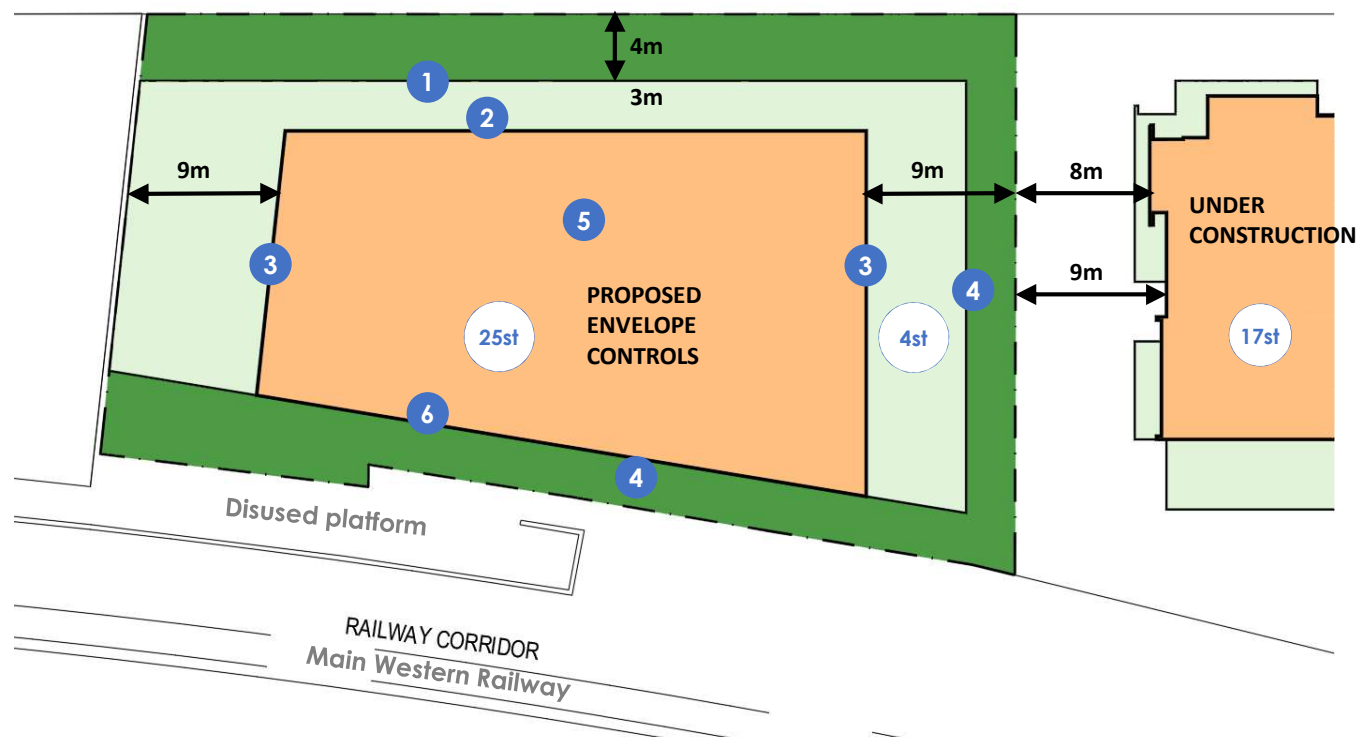 4m
1
3m
2
9m
9m
8m
5
UNDER
CONSTRUCTION
3
3
4
9m
PROPOSED
ENVELOPE
CONTROLS
25st
4st
17st
6
4
Disused platform
RAILWAY CORRIDOR
Main Western Railway